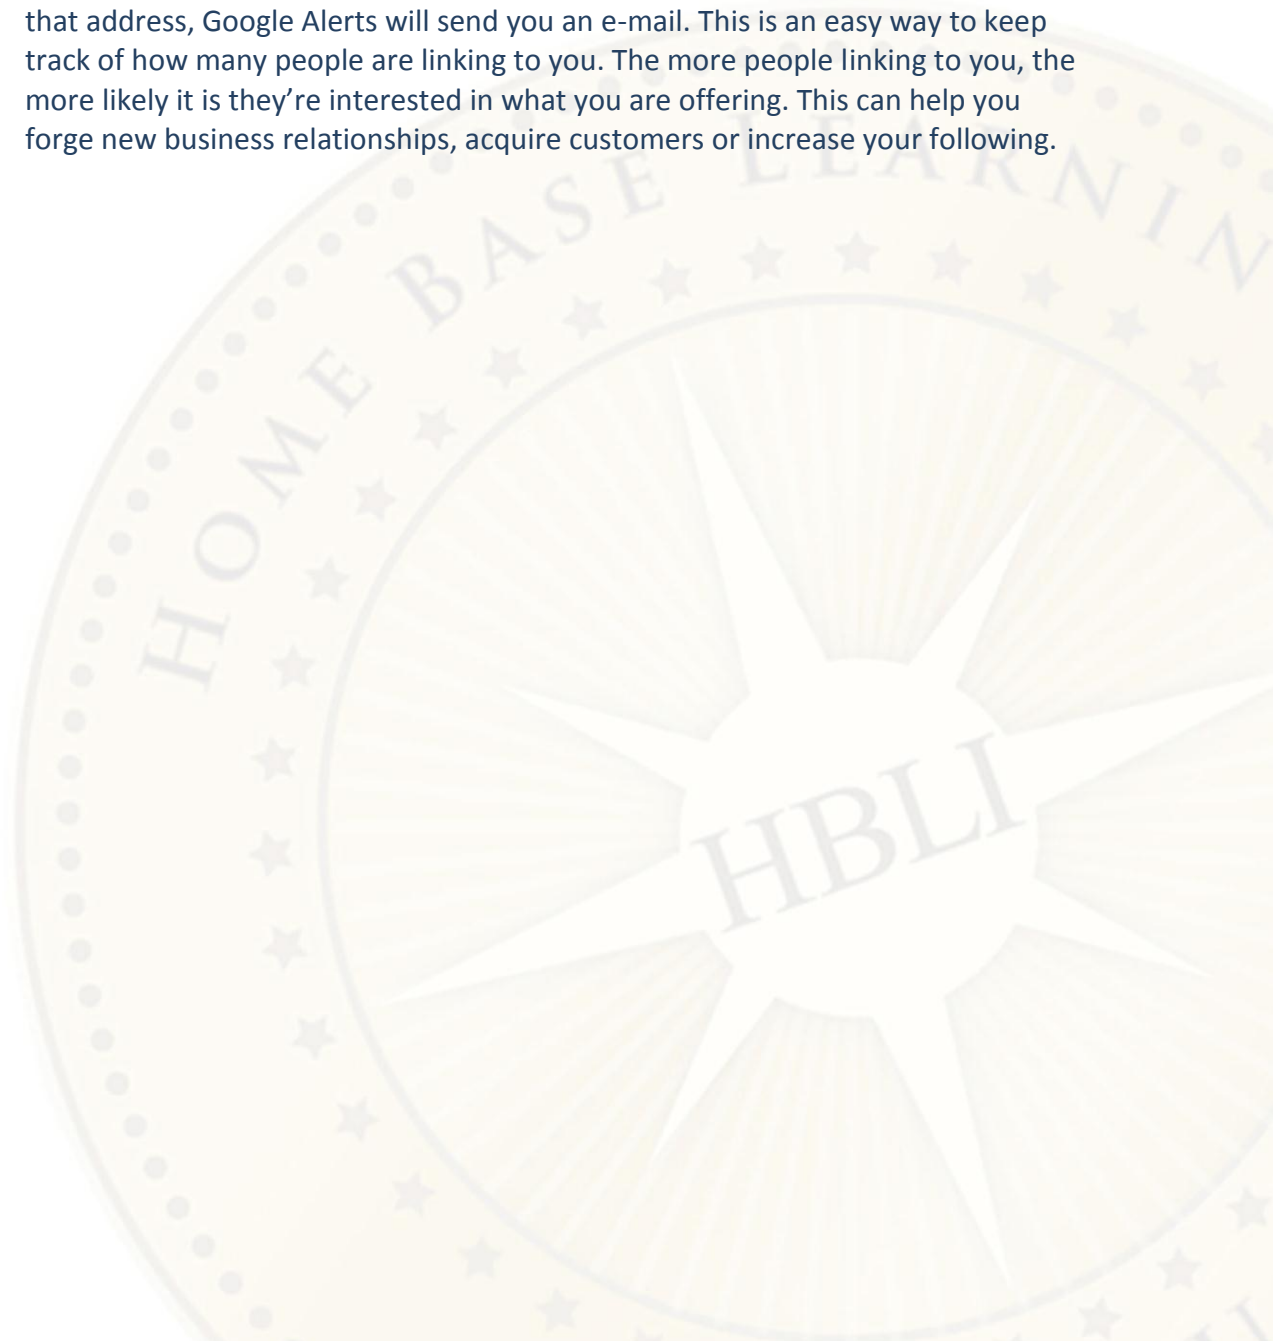 that address, Google Alerts will send you an e-mail. This is an easy way to keep
track of how many people are linking to you. The more people linking to you, the
more likely it is they’re interested in what you are offering. This can help you
forge new business relationships, acquire customers or increase your following.
HOME BASE LEARNIN
HBLI